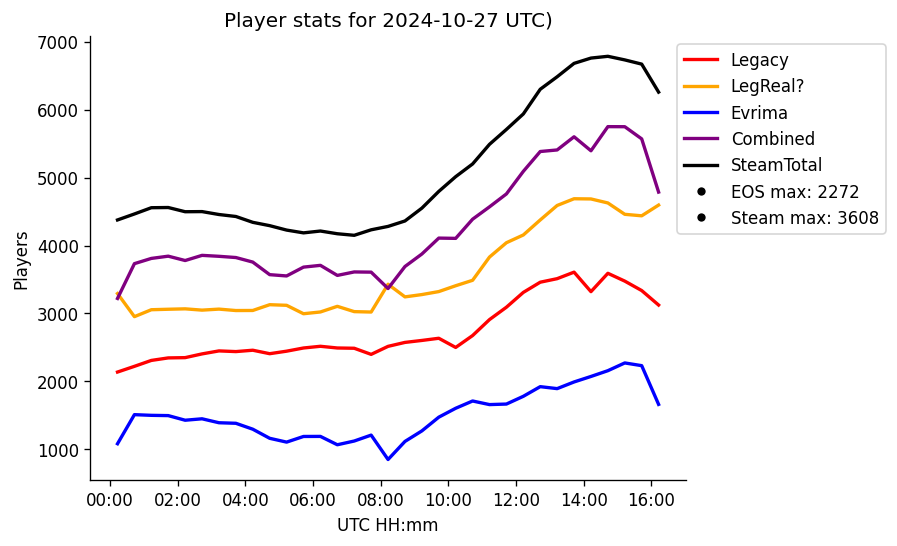 Player stats for 2024-10-27 UTC)
7000
6000
5000
4000
3000
2000
1000
Players
00:00 02:00 04:00 06:00 08:00 10:00 12:00 14:00 16:00
UTC HH:mm
Legacy
LegReal?
Evrima
Combined
SteamTotal
EOS max: 2272
Steam max: 3608